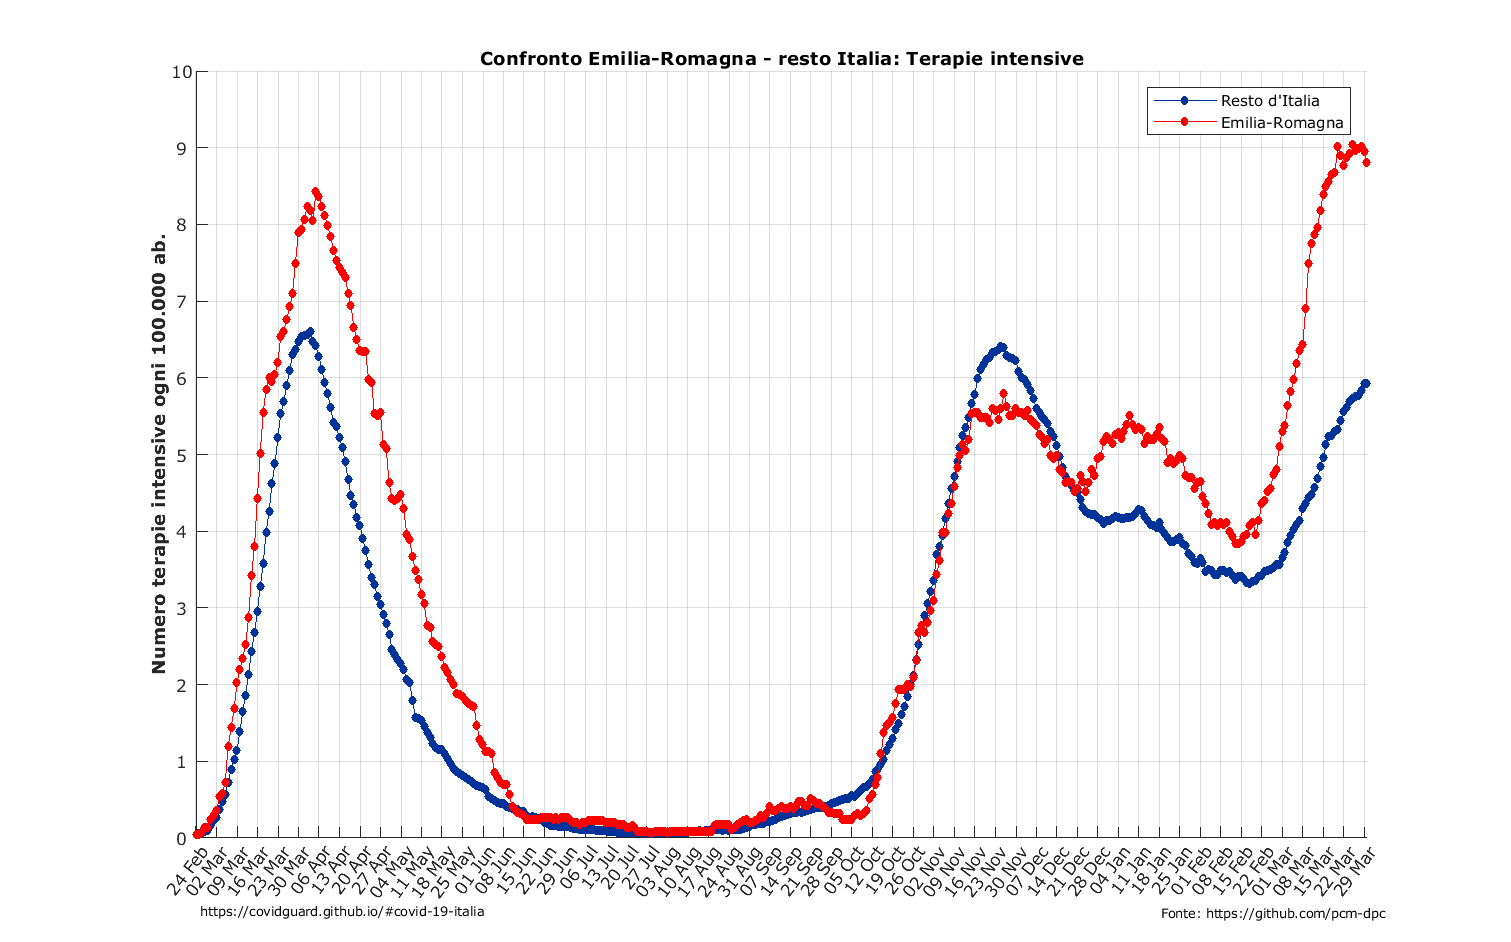 Confronto Emilia-Romagna - resto Italia: Terapie intensive
Resto d'Italia
Emilia-Romagna
Numero terapie intensive ogni 100.000 ab.
10
9
8
7
6
5
4
3
2
1
0
24 Feb
02 Mar
09 Mar
16 Mar
23 Mar
30 Mar
06 Apr
13 Apr
20 Apr
27 Apr
04 May
11 May
18 May
25 May
01 Jun
08 Jun
15 Jun
22 Jun
29 Jun
06 Jul
13 Jul
20 Jul
27 Jul
03 Aug
10 Aug
17 Aug
24 Aug
31 Aug
07 Sep
14 Sep
21 Sep
28 Sep
05 Oct
12 Oct
19 Oct
26 Oct
02 Nov
09 Nov
16 Nov
23 Nov
30 Nov
07 Dec
14 Dec
21 Dec
28 Dec
04 Jan
11 Jan
18 Jan
25 Jan
01 Feb
08 Feb
15 Feb
22 Feb
01 Mar
08 Mar
15 Mar
22 Mar
29 Mar
https://covidguard.github.io/#covid-19-italia
Fonte: https://github.com/pcm-dpc